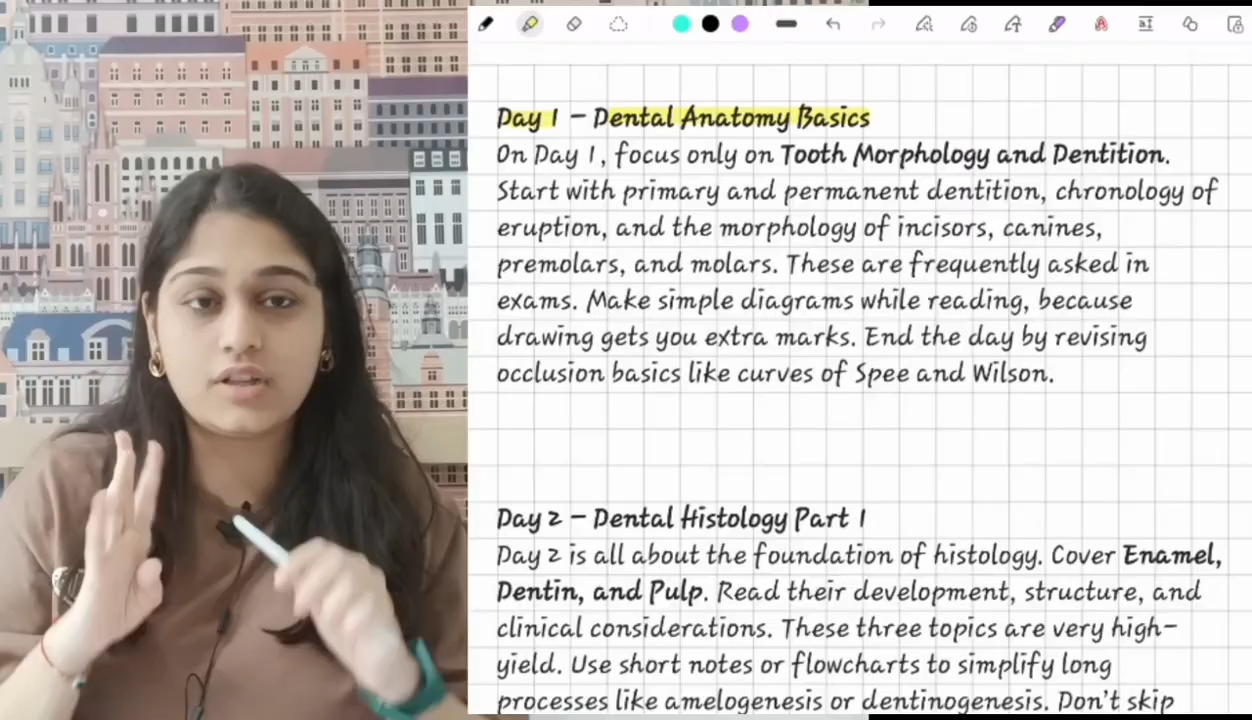 Day 1 – Dental Anatomy Basics
On Day 1, focus only on Tooth Morphology and Dentition.
Start with primary and permanent dentition, chronology of
eruption, and the morphology of incisors, canines,
premolars, and molars. These are frequently asked in
exams. Make simple diagrams while reading, because
drawing gets you extra marks. End the day by revising
occlusion basics like curves of Spee and Wilson.
Day 2 – Dental Histology Part 1
Day 2 is all about the foundation of histology. Cover Enamel,
Dentin, and Pulp. Read their development, structure, and
clinical considerations. These three topics are very high-
yield. Use short notes or flowcharts to simplify long
processes like amelogenesis or dentinogenesis. Don't skip